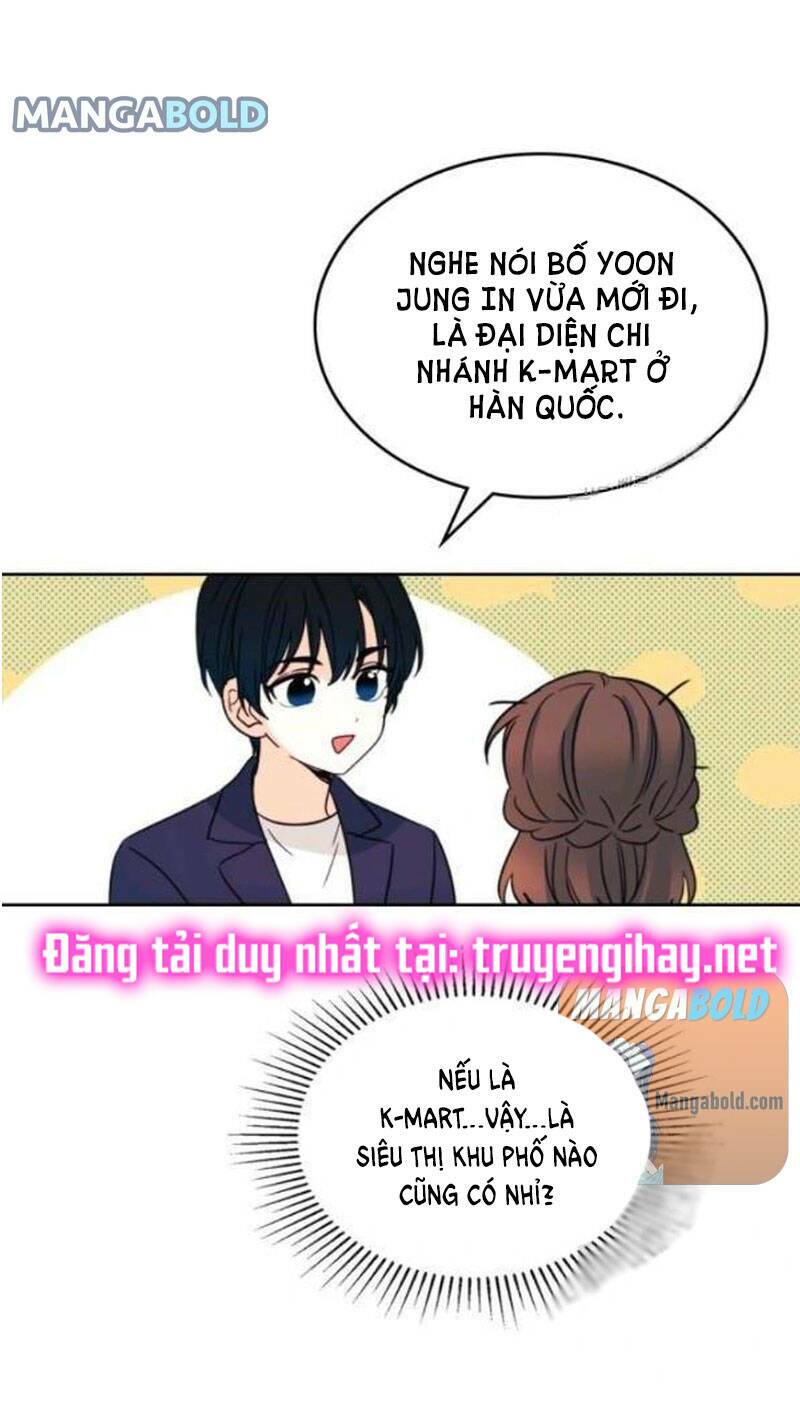 MANGABOLD
NGHE NÓI BỐ YOON
JUNG IN VỪA MỚI ĐI,
LÀ ĐẠI DIỆN CHI
NHÁNH K-MART Ở
HÀN QUỐC.
Đăng tải duy nhất tại: truyengihay.net
MANGABOLD
Mangabold.com
NẾU LÀ
K-MART...VẬY...LÀ
SIÊU THỊ KHU PHỐ NÀO
CŨNG CÓ NHỈ?